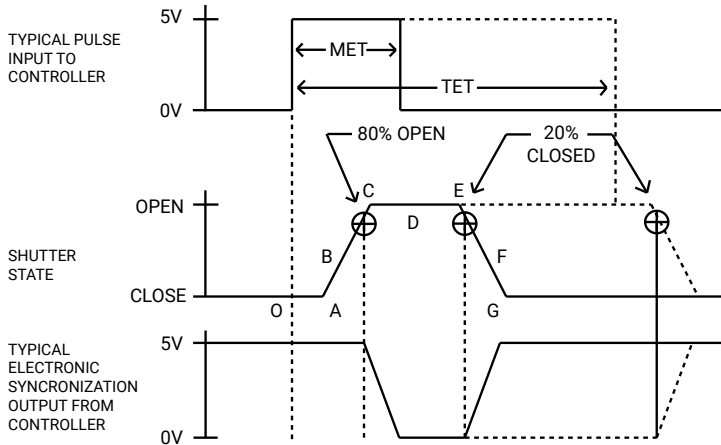 5V
TYPICAL PULSE
INPUT TO
CONTROLLER
MET
TET
0V
80% OPEN
20%
CLOSED
C
E
OPEN
D
B
F
SHUTTER
STATE
CLOSE
O
A
G
5V
TYPICAL
ELECTRONIC
SYNCRONIZATION
OUTPUT FROM
CONTROLLER
0V